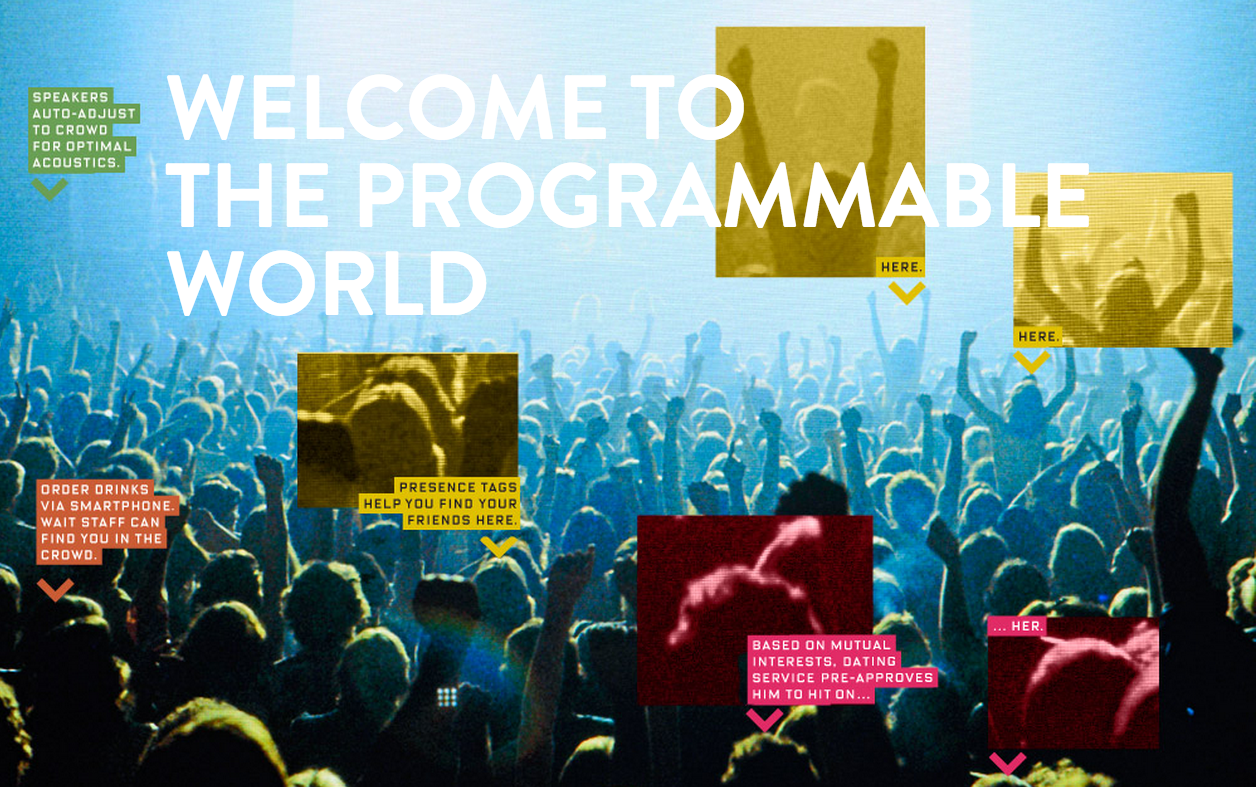 WELCOME TO
THE PROGRAMMABLE
WORLD
SPEAKERS
AUTO-ADJUST
TO CROWD
FOR OPTIMAL
ACOUSTICS.
HERE.
HERE.
PRESENCE TAGS
HELP YOU FIND YOUR
FRIENDS HERE.
ORDER DRINKS
VIA SMARTPHONE.
WAIT STAFF CAN
FIND YOU IN THE
CROWD.
BASED ON MUTUAL
INTERESTS, DATING
SERVICE PRE-APPROVES
HIM TO HIT ON...
... HER.